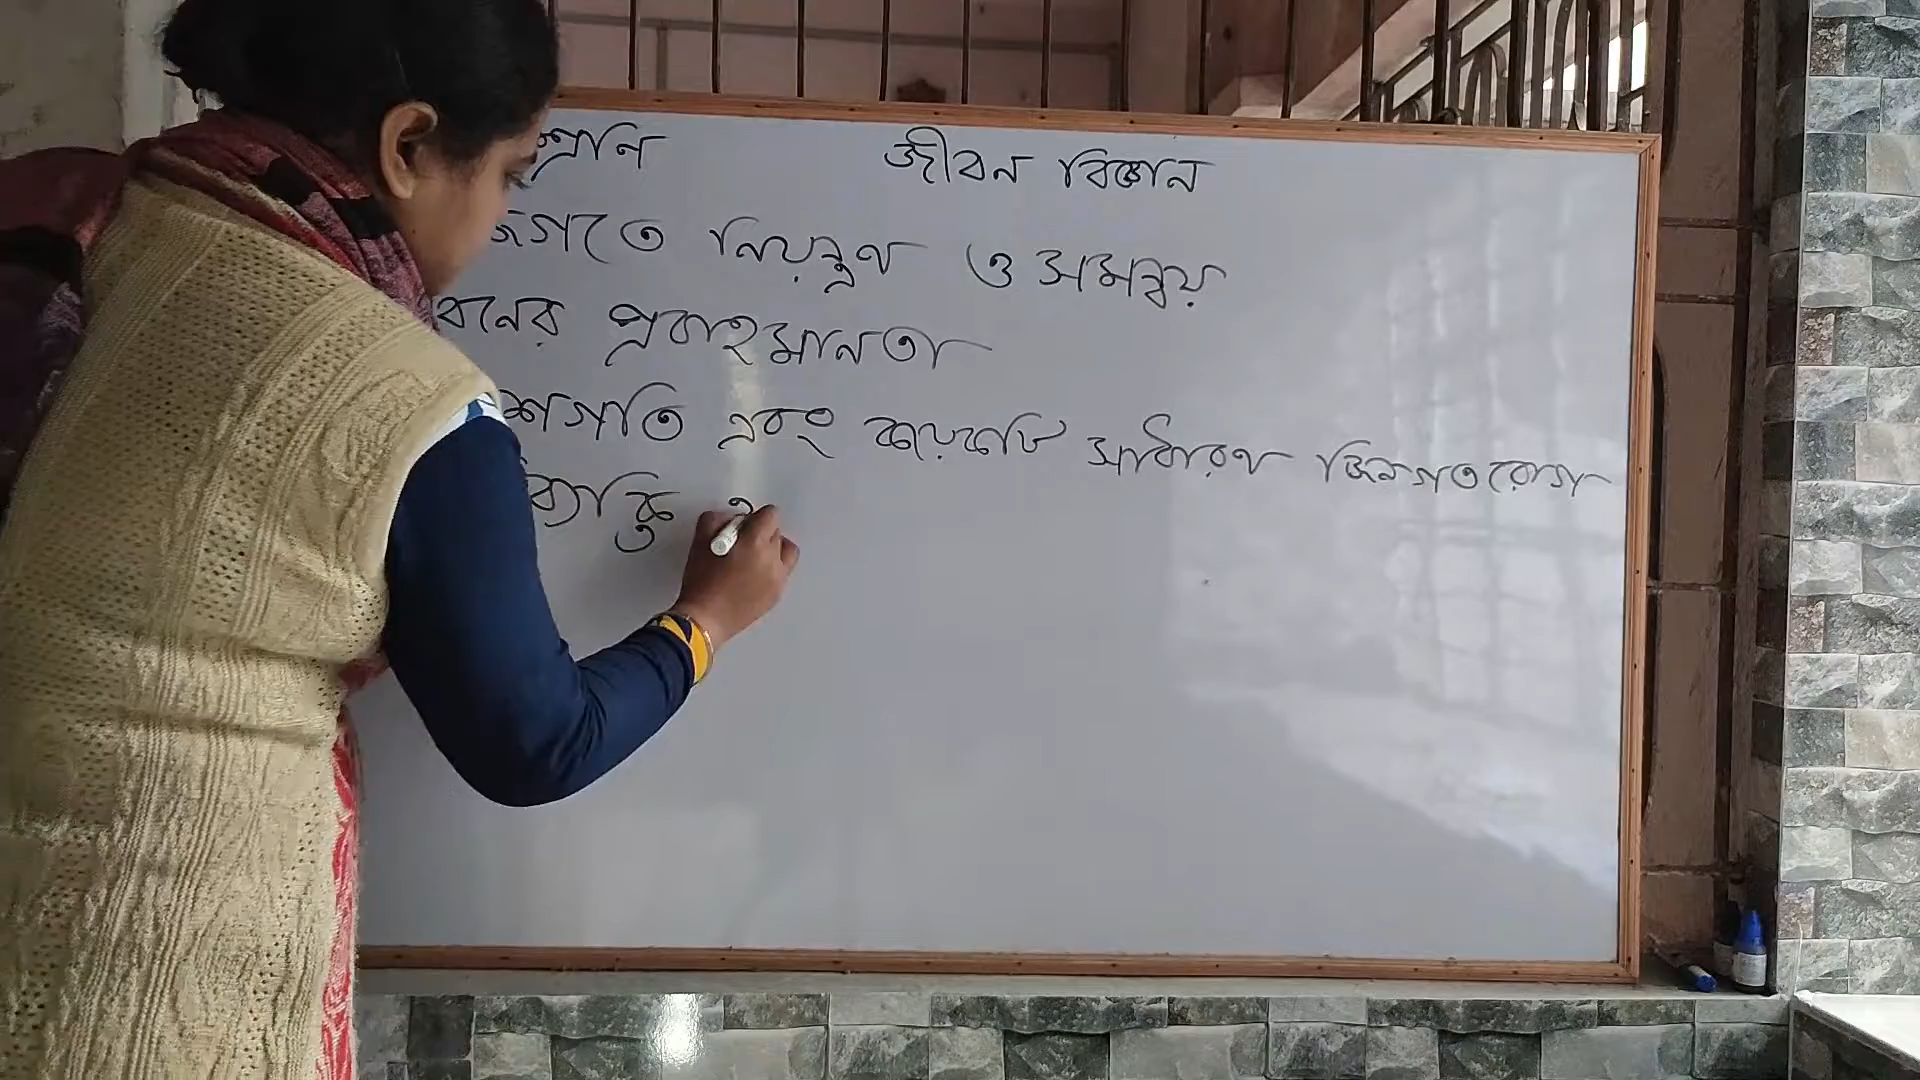 শ্রেণি জীবন বিজ্ঞান
জগতে নিয়ন্ত্রণ ও সমন্বয়
বনের প্রবাহমানতা
শগতি এবং কয়েকটি সাধারণ জিনগত রোগ
ব্যাক্তি